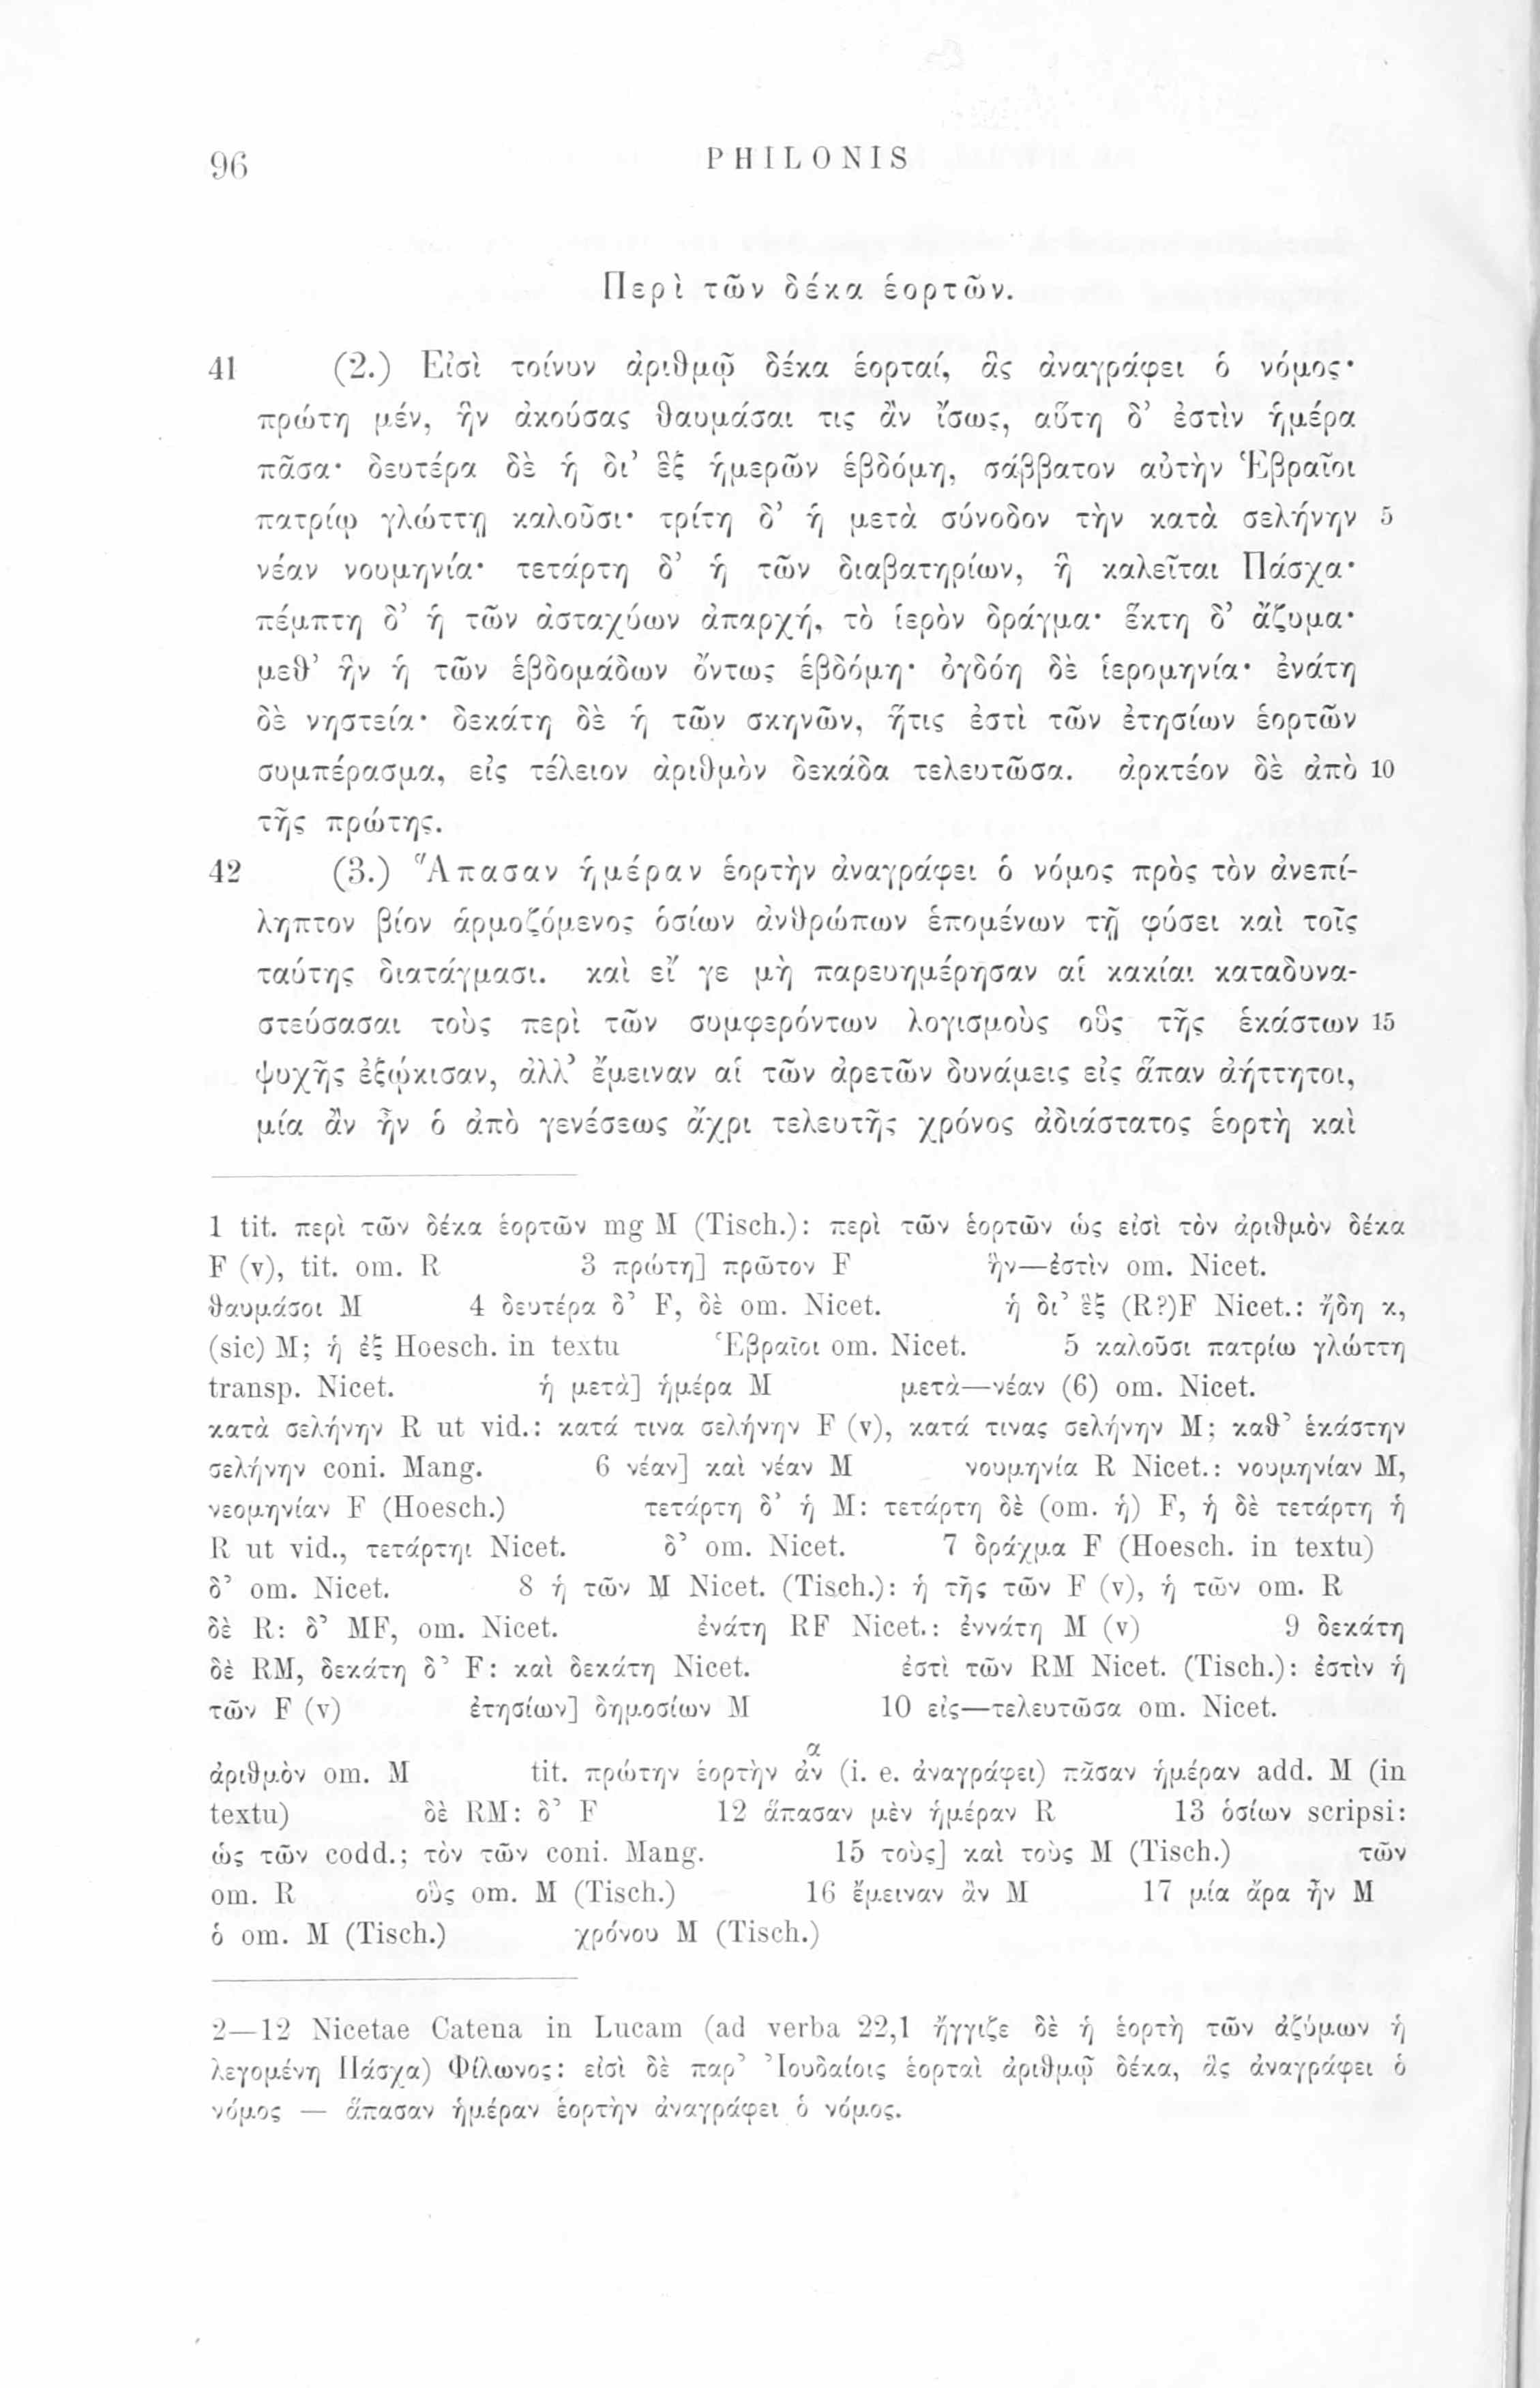 96
PHILONIS
Περὶ τῶν δέκα ἑορτῶν.
41 (2.) Εἰσὶ τοίνυν ἀριθμῷ δέκα ἑορταί, ἃς ἀναγράφει ὁ νόμος·
πρώτη μέν, ἣν ἀκούσας θαυμάσαι τις ἂν ἴσως, αὕτη δ’ ἐστὶν ἡμέρα
πᾶσα· δευτέρα δὲ ἡ δι’ ἓξ ἡμερῶν ἑβδόμη, σάββατον αὐτὴν Ἑβραῖοι
πατρίῳ γλώττῃ καλοῦσι· τρίτη δ’ ἡ μετὰ σύνοδον τὴν κατὰ σελήνην 5
νέαν νουμηνία· τετάρτη δ’ ἡ τῶν διαβατηρίων, ἣ καλεῖται Πάσχα·
πέμπτη δ’ ἡ τῶν ἀσταχύων ἀπαρχή, τὸ ἱερὸν δράγμα· ἕκτη δ’ ἄζυμα·
μεθ’ ἣν ἡ τῶν ἑβδομάδων ὄντως ἑβδόμη· ὀγδόη δὲ ἱερομηνία· ἐνάτη
δὲ νηστεία· δεκάτη δὲ ἡ τῶν σκηνῶν, ἥτις ἐστὶ τῶν ἐτησίων ἑορτῶν
συμπέρασμα, εἰς τέλειον ἀριθμὸν δεκάδα τελευτῶσα. ἀρκτέον δὲ ἀπὸ 10
τῆς πρώτης.
42 (3.) Ἅπασαν ἡμέραν ἑορτὴν ἀναγράφει ὁ νόμος πρὸς τὸν ἀνεπί-
ληπτον βίον ἁρμοζόμενος ὁσίων ἀνθρώπων ἑπομένων τῇ φύσει καὶ τοῖς
ταύτης διατάγμασι. καὶ εἴ γε μὴ παρευημέρησαν αἱ κακίαι καταδυνα-
στεύσασαι τοὺς περὶ τῶν συμφερόντων λογισμοὺς οὓς τῆς ἑκάστων 15
ψυχῆς ἐξῴκισαν, ἀλλ’ ἔμειναν αἱ τῶν ἀρετῶν δυνάμεις εἰς ἅπαν ἀήττητοι,
μία ἂν ἦν ὁ ἀπὸ γενέσεως ἄχρι τελευτῆς χρόνος ἀδιάστατος ἑορτὴ καὶ
1 tit. περὶ τῶν δέκα ἑορτῶν mg M (Tisch.): περὶ τῶν ἑορτῶν ὡς εἰσὶ τὸν ἀριθμὸν δέκα
F (v), tit. om. R 3 πρώτη] πρῶτον F ἣν—ἐστὶν om. Nicet.
θαυμάσοι M 4 δευτέρα δ’ F, δὲ om. Nicet. ἡ δι’ ἓξ (R?)F Nicet.: ἤδη κ,
(sic) M; ἡ ἐξ Hoesch. in textu Ἑβραῖοι om. Nicet. 5 καλοῦσι πατρίω γλώττη
transp. Nicet. ἡ μετὰ] ἡμέρα M μετὰ—νέαν (6) om. Nicet.
κατὰ σελήνην R ut vid.: κατά τινα σελήνην F (v), κατά τινας σελήνην M; καθ’ ἑκάστην
σελήνην coni. Mang. 6 νέαν] καὶ νέαν M νουμηνία R Nicet.: νουμηνίαν M,
νεομηνίαν F (Hoesch.) τετάρτη δ’ ἡ M: τετάρτη δὲ (om. ἡ) F, ἡ δὲ τετάρτη ἡ
R ut vid., τετάρτηι Nicet. δ’ om. Nicet. 7 δράχμα F (Hoesch. in textu)
δ’ om. Nicet. 8 ἡ τῶν M Nicet. (Tisch.): ἡ τῆς τῶν F (v), ἡ τῶν om. R
δὲ R: δ’ MF, om. Nicet. ἐνάτη RF Nicet.: ἐννάτη M (v) 9 δεκάτη
δὲ RM, δεκάτη δ’ F: καὶ δεκάτη Nicet. ἐστὶ τῶν RM Nicet. (Tisch.): ἐστὶν ἡ
τῶν F (v) ἐτησίων] δημοσίων M 10 εἰς—τελευτῶσα om. Nicet.
ἀριθμὸν om. M tit. πρώτην ἑορτὴν ἀν͑α (i. e. ἀναγράφει) πᾶσαν ἡμέραν add. M (in
textu) δὲ RM: δ’ F 12 ἅπασαν μὲν ἡμέραν R 13 ὁσίων scripsi:
ὡς τῶν codd.; τὸν τῶν coni. Mang. 15 τοὺς] καὶ τοὺς M (Tisch.) τῶν
om. R οὓς om. M (Tisch.) 16 ἔμειναν ἂν M 17 μία ἄρα ἦν M
ὁ om. M (Tisch.) χρόνου M (Tisch.)
2—12 Nicetae Catena in Lucam (ad verba 22,1 ἤγγιζε δὲ ἡ ἑορτὴ τῶν ἀζύμων ἡ
λεγομένη Πάσχα) Φίλωνος: εἰσὶ δὲ παρ’ Ἰουδαίοις ἑορταὶ ἀριθμῷ δέκα, ἃς ἀναγράφει ὁ
νόμος — ἅπασαν ἡμέραν ἑορτὴν ἀναγράφει ὁ νόμος.